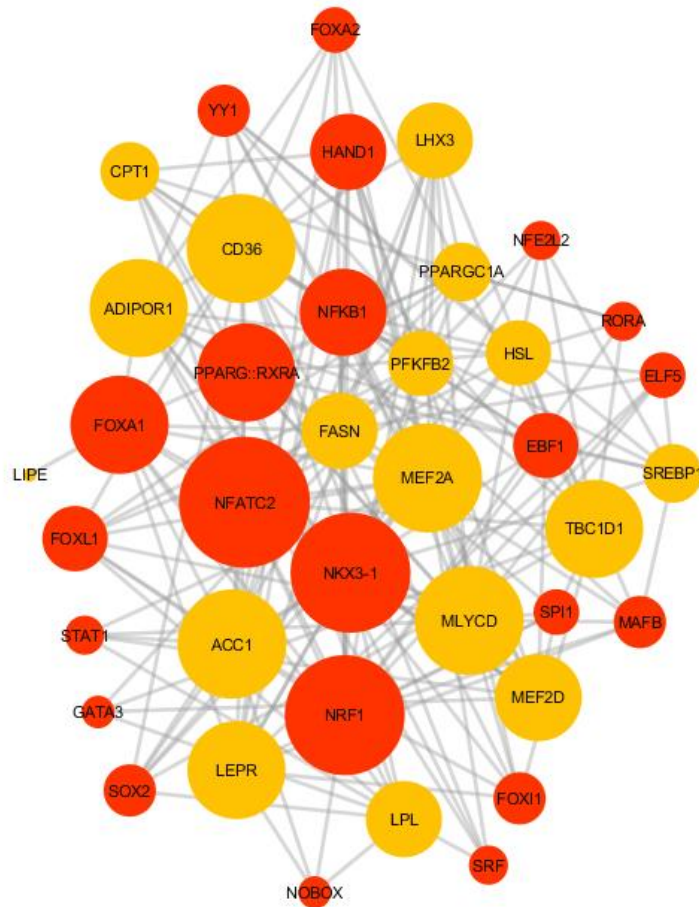 FOXA2
YY1
HAND1
LHX3
CPT1
CD36
NFE2L2
PPARGC1A
ADIPOR1
NFKB1
RORA
PFKFB2
HSL
PPARG::RXRA
ELF5
FOXA1
FASN
EBF1
LIPE
MEF2A
SREBP1
NFATC2
TBC1D1
FOXL1
NKX3-1
SPI1
MLYCD
MAFB
STAT1
ACC1
MEF2D
GATA3
NRF1
LEPR
SOX2
FOXI1
LPL
SRF
NOBOX